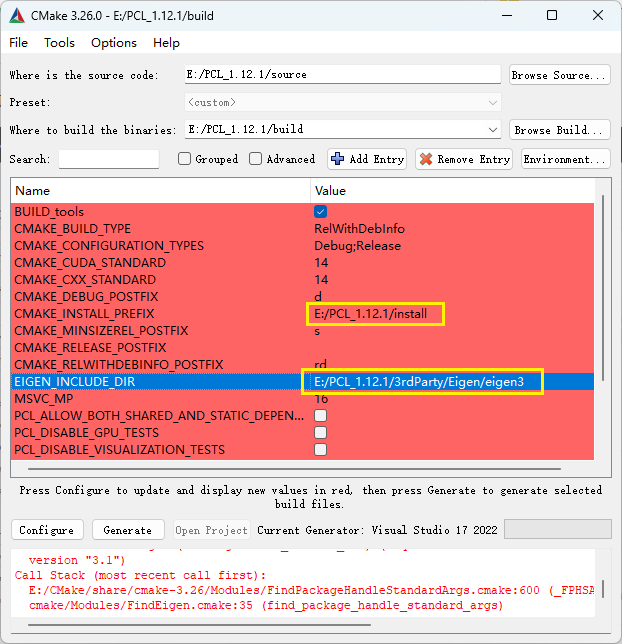 CMake 3.26.0 - E:/PCL_1.12.1/build
File Tools Options Help
Where is the source code: E:/PCL_1.12.1/source Browse Source...
Preset: <custom>
Where to build the binaries: E:/PCL_1.12.1/build Browse Build...
Search: Grouped Advanced Add Entry Remove Entry Environment...
Name Value
BUILD_tools
CMAKE_BUILD_TYPE RelWithDebInfo
CMAKE_CONFIGURATION_TYPES Debug;Release
CMAKE_CUDA_STANDARD 14
CMAKE_CXX_STANDARD 14
CMAKE_DEBUG_POSTFIX d
CMAKE_INSTALL_PREFIX E:/PCL_1.12.1/install
CMAKE_MINSIZEREL_POSTFIX s
CMAKE_RELEASE_POSTFIX
CMAKE_RELWITHDEBINFO_POSTFIX rd
EIGEN_INCLUDE_DIR E:/PCL_1.12.1/3rdParty/Eigen/eigen3
MSVC_MP 16
PCL_ALLOW_BOTH_SHARED_AND_STATIC_DEPEN...
PCL_DISABLE_GPU_TESTS
PCL_DISABLE_VISUALIZATION_TESTS
Press Configure to update and display new values in red, then press Generate to generate selected
build files.
Configure Generate Open Project Current Generator: Visual Studio 17 2022
version "3.1")
Call Stack (most recent call first):
E:/CMake/share/cmake-3.26/Modules/FindPackageHandleStandardArgs.cmake:600 (_FPHSA
cmake/Modules/FindEigen.cmake:35 (find_package_handle_standard_args)